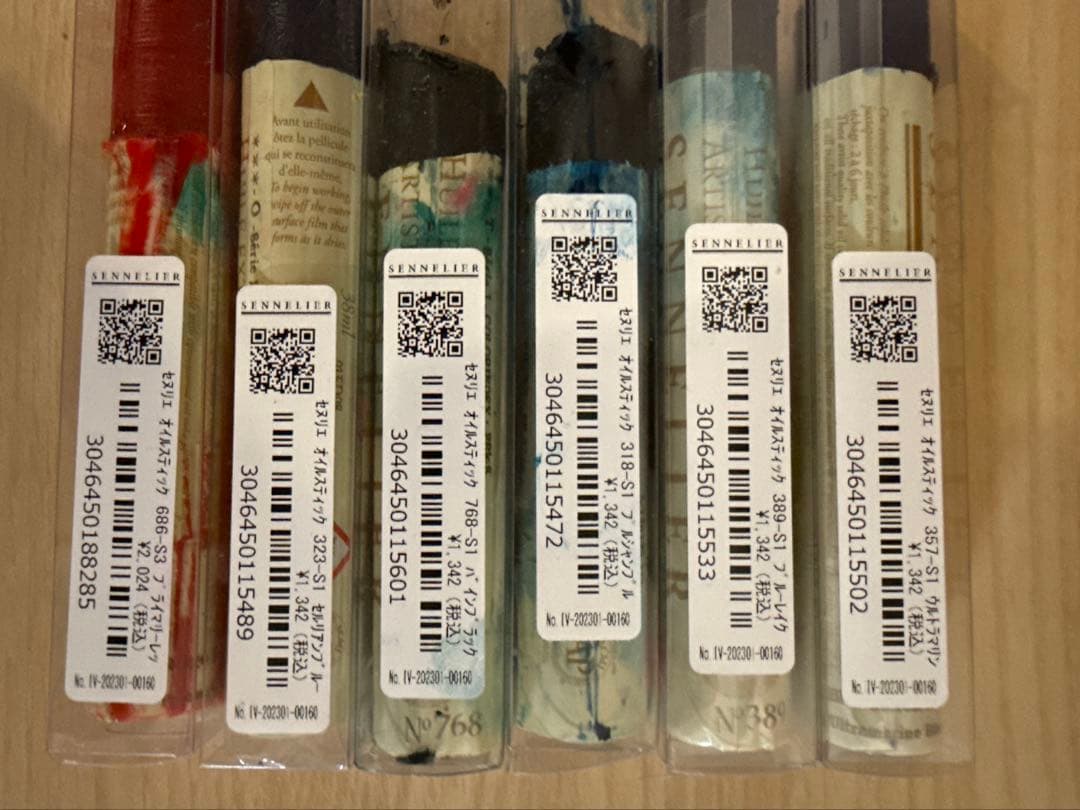 SENNELIER
セヌリエ オイルスティック 686-S3 プライマリーレッ
¥2,024 (税込)
3046450188285
No. IV-202301-00160
Avant utilisation
ôtez la pellicule
qui se reconstitue
d'elle-même.
To begin working,
wipe off the outer
surface film that
forms as it dries.
38ml
SENNELIER
セヌリエ オイルスティック 323-S1 セルリアンブルー
¥1,342 (税込)
3046450115489
No. IV-202301-00160
SENNELIER
セヌリエ オイルスティック 768-S1 バインブラック
¥1,342 (税込)
3046450115601
No. IV-202301-00160
No 768
SENNELIER
セヌリエ オイルスティック 318-S1 ブルシャンブル
¥1,342 (税込)
3046450115472
No. IV-202301-00160
SENNELIER
SENNELIER
セヌリエ オイルスティック 389-S1 ブルーレイク
¥1,342 (税込)
3046450115533
No. IV-202301-00160
No 389
SENNELIER
セヌリエ オイルスティック 357-S1 ウルトラマリン
¥1,342 (税込)
3046450115502
No. IV-202301-00160